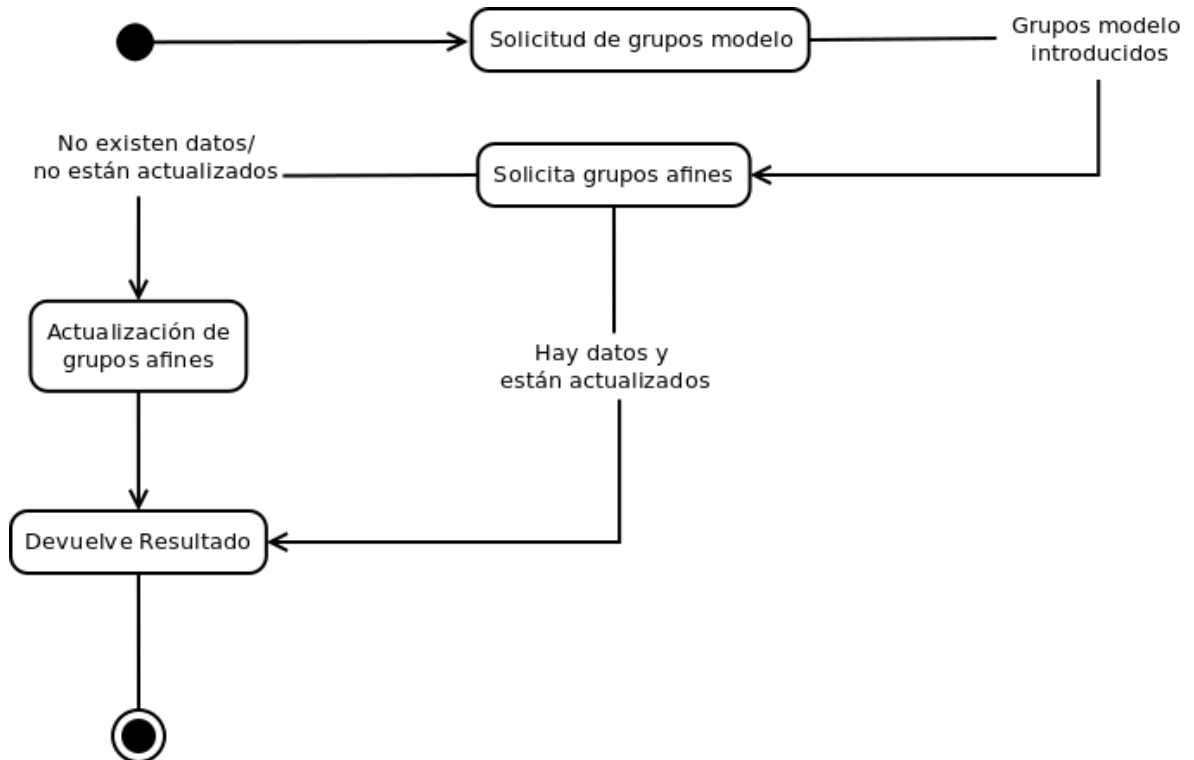 Solicitud de grupos modelo
Grupos modelo
introducidos
No existen datos/
no están actualizados
Solicita grupos afines
Actualización de
grupos afines
Hay datos y
están actualizados
Devuelve Resultado